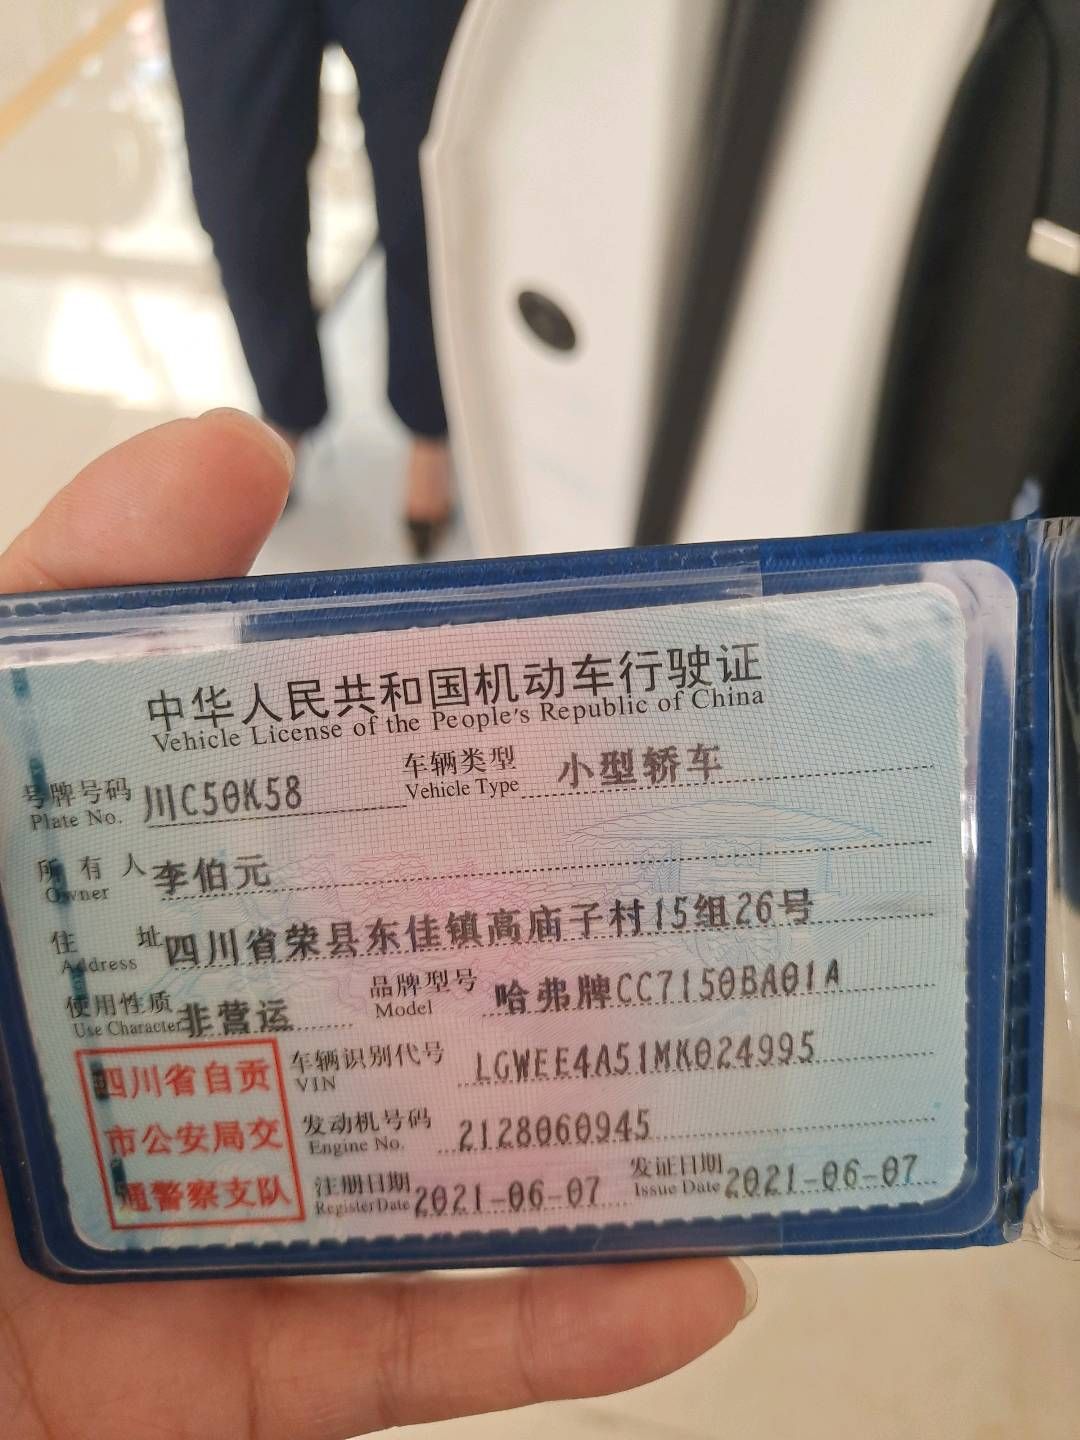 中华人民共和国机动车行驶证
Vehicle License of the People's Republic of China
号牌号码 川C50K58 车辆类型 小型轿车
Plate No. Vehicle Type
所有人 李伯元
Owner
住址 四川省荣县东佳镇高庙子村15组26号
Address
使用性质 非营运 品牌型号 哈弗牌CC7150BA01A
Use Character Model
四川省自贡 车辆识别代号 LGWEE4A51MK024995
VIN
市公安局交 发动机号码 2128060945
Engine No.
通警察支队 注册日期 2021-06-07 发证日期 2021-06-07
Register Date Issue Date